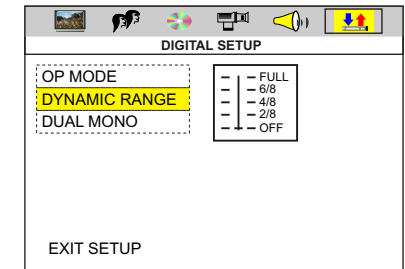 DIGITAL SETUP
OP MODE
DYNAMIC RANGE
DUAL MONO
FULL
6/8
4/8
2/8
OFF
EXIT SETUP